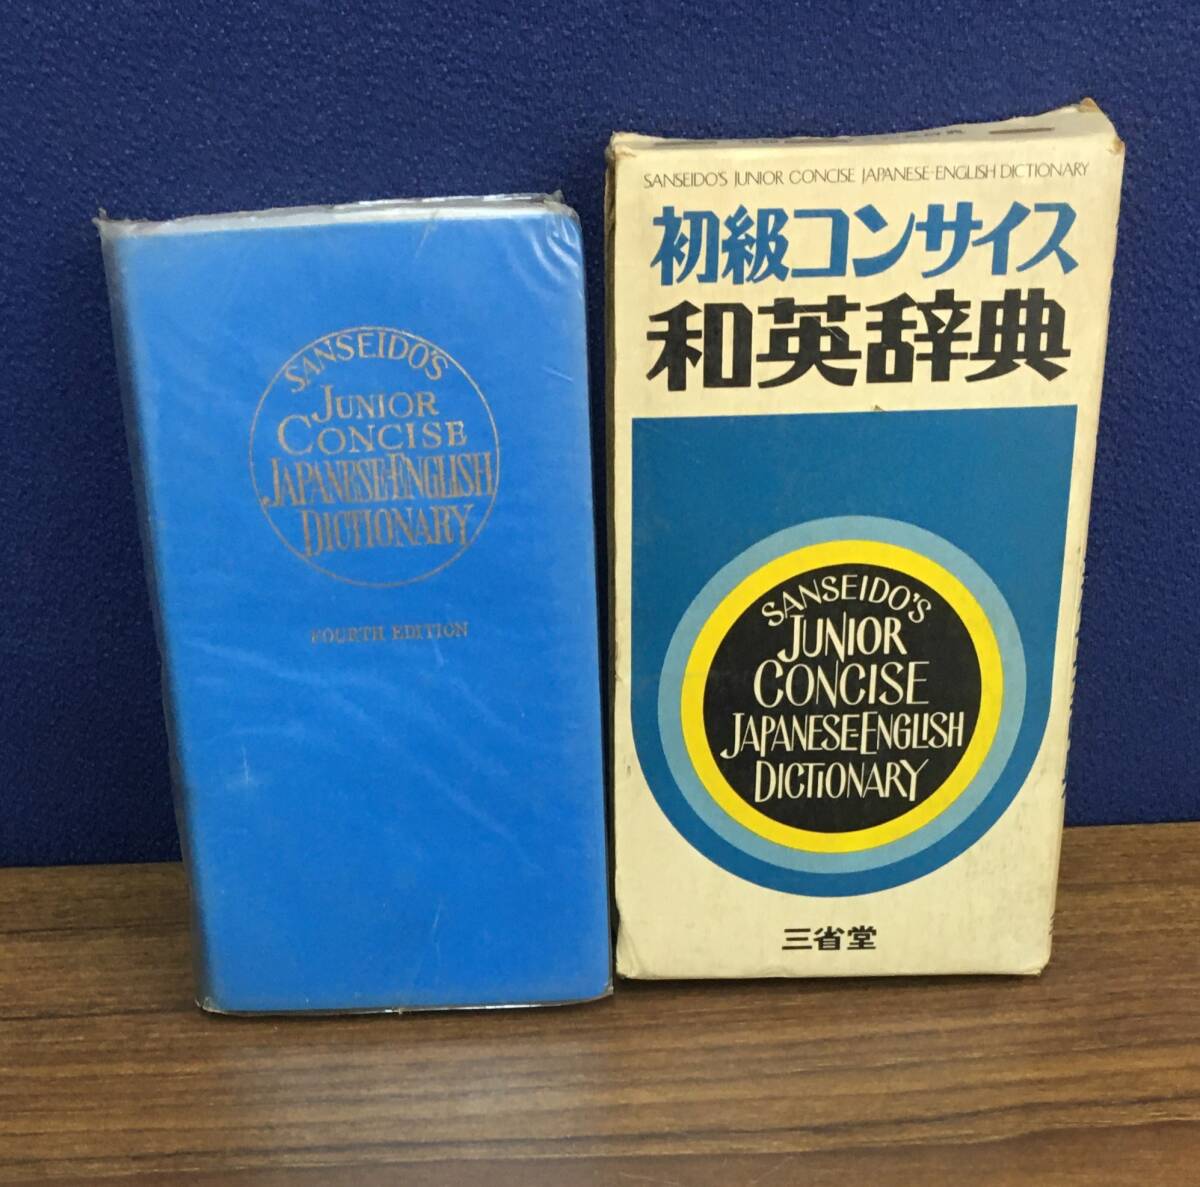 SANSEIDO'S
JUNIOR
CONCISE
JAPANESE-ENGLISH
DICTIONARY
FOURTH EDITION
SANSEIDO'S JUNIOR CONCISE JAPANESE-ENGLISH DICTIONARY
初級コンサイス
和英辞典
SANSEIDO'S
JUNIOR
CONCISE
JAPANESE-ENGLISH
DICTIONARY
三省堂